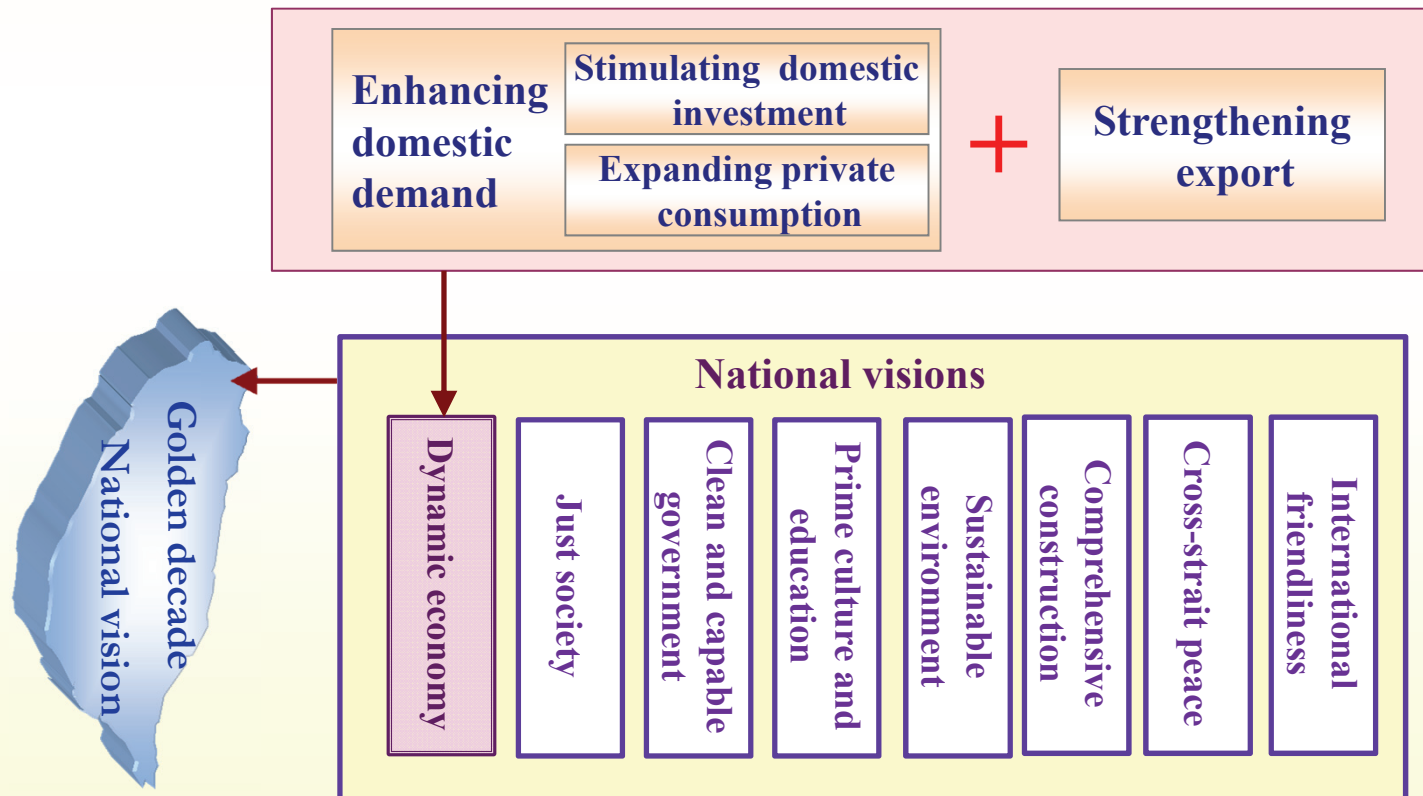 Enhancing
domestic
demand
Stimulating domestic
investment
Expanding private
consumption
+
Strengthening
export
National visions
Golden decade
National vision
Dynamic economy
Just society
Clean and capable
government
Prime culture and
education
Sustainable
environment
Comprehensive
construction
Cross-strait peace
International
friendliness